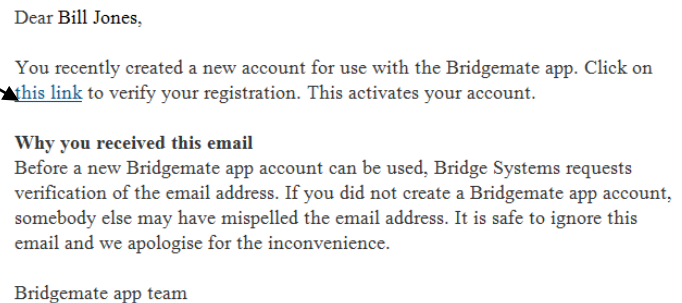 Dear Bill Jones,
You recently created a new account for use with the Bridgemate app. Click on
this link to verify your registration. This activates your account.
Why you received this email
Before a new Bridgemate app account can be used, Bridge Systems requests
verification of the email address. If you did not create a Bridgemate app account,
somebody else may have mispelled the email address. It is safe to ignore this
email and we apologise for the inconvenience.
Bridgemate app team